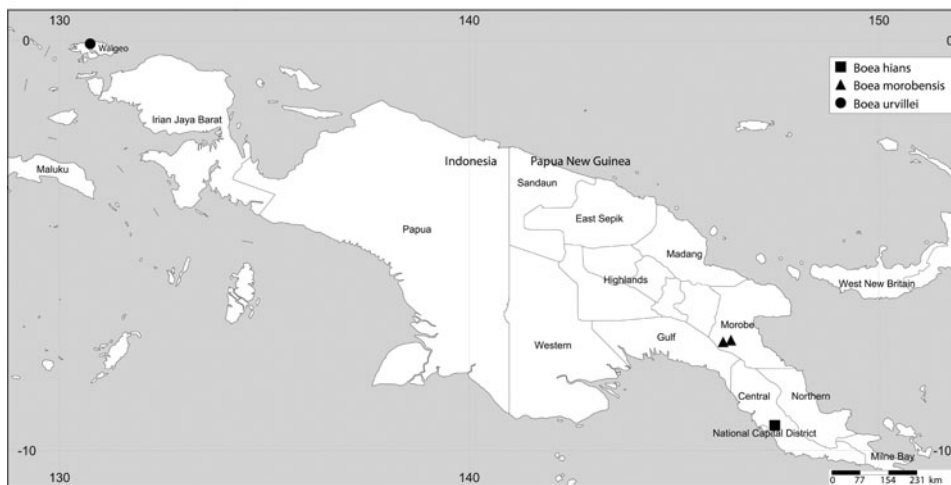 130 140 150
0 0
Waigeo
Boea hians
Boea morobensis
Boea urvillei
Irian Jaya Barat
Maluku
Indonesia Papua New Guinea
Sandaun
East Sepik
Papua
Madang
Highlands
West New Britain
Morobe
Gulf
Western
Central Northern
National Capital District
-10 -10
Milne Bay
130 140
0 77 154 231 km